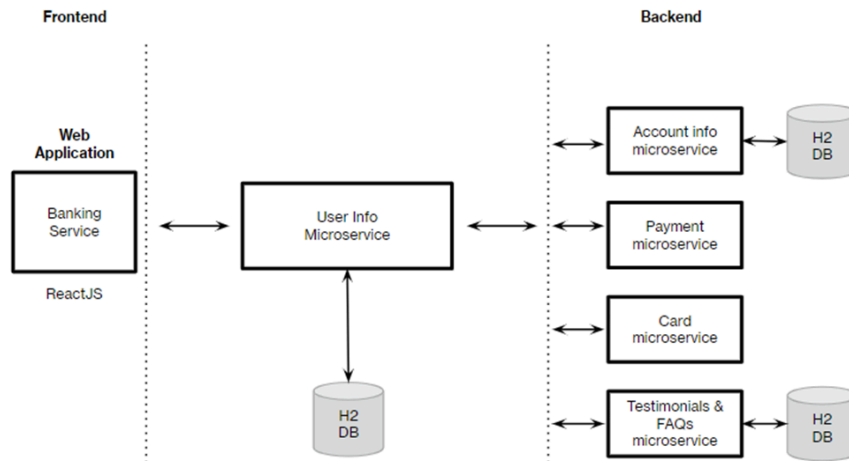 Frontend
Backend
Web
Application
Banking
Service
ReactJS
User Info
Microservice
H2
DB
Account info
microservice
H2
DB
Payment
microservice
Card
microservice
Testimonials &
FAQs
microservice
H2
DB